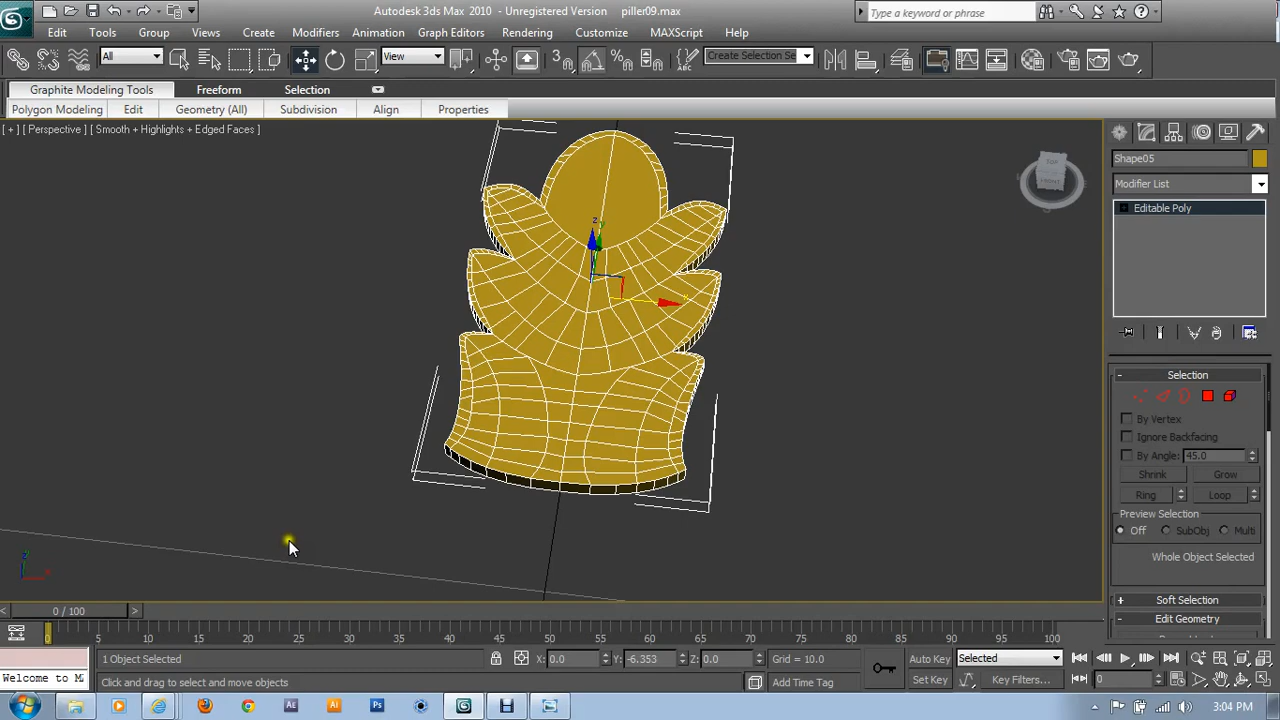 Autodesk 3ds Max 2010 - Unregistered Version piller09.max
Type a keyword or phrase
Edit Tools Group Views Create Modifiers Animation Graph Editors Rendering Customize MAXScript Help
All View Create Selection Se
Graphite Modeling Tools Freeform Selection
Polygon Modeling Edit Geometry (All) Subdivision Align Properties
[ + ] [ Perspective ] [ Smooth + Highlights + Edged Faces ]
TOP
Shape05
Modifier List
Editable Poly
z
Selection
By Vertex
Ignore Backfacing
By Angle: 45.0
Shrink Grow
Ring Loop
Preview Selection
Off SubObj Multi
Whole Object Selected
Soft Selection
Edit Geometry
0 / 100
0 5 10 15 20 25 30 35 40 45 50 55 60 65 70 75 80 85 90 95 100
1 Object Selected X: 0.0 Y: -6.353 Z: 0.0 Grid = 10.0 Auto Key Selected
Welcome to M
Click and drag to select and move objects Add Time Tag Set Key Key Filters... 0
Ae Ai Ps 3:04 PM